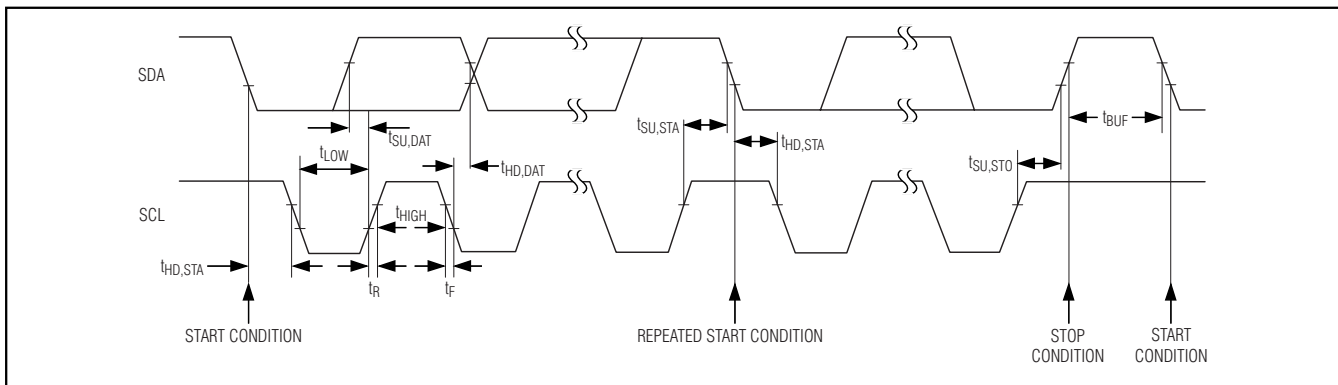 SDA
tSU,DAT
tLOW
tHD,DAT
tSU,STA
tHD,STA
tBUF
tSU,STO
SCL
tHIGH
tHD,STA
tR
tF
START CONDITION
REPEATED START CONDITION
STOP
CONDITION
START
CONDITION